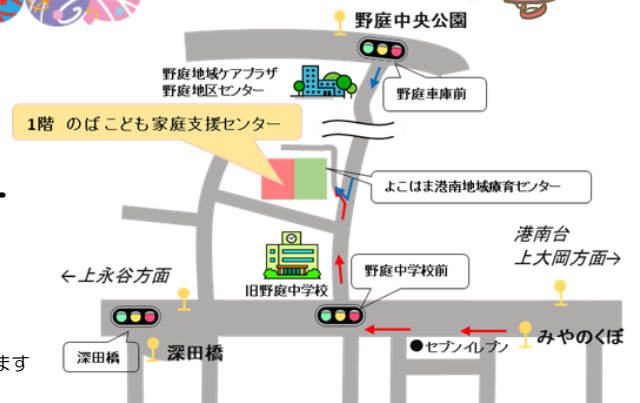 野庭中央公園
野庭地域ケアプラザ
野庭地区センター
野庭車庫前
1階 のばこども家庭支援センター
よこはま港南地域療育センター
港南台
上大岡方面→
←上永谷方面
旧野庭中学校
野庭中学校前
みやのくぼ
●セブンイレブン
深田橋
深田橋
ます